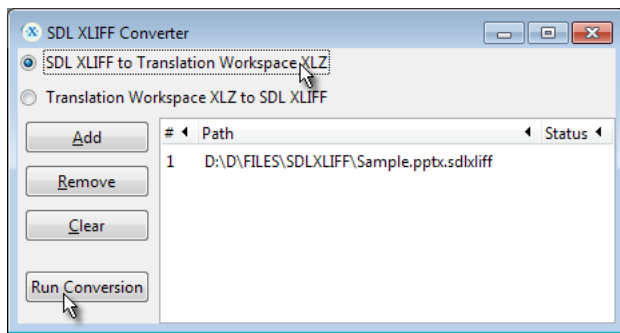 SDL XLIFF Converter
SDL XLIFF to Translation Workspace XLZ
Translation Workspace XLZ to SDL XLIFF
Add
# Path Status
1 D:\D\FILES\SDLXLIFF\Sample.pptx.sdlxliff
Remove
Clear
Run Conversion